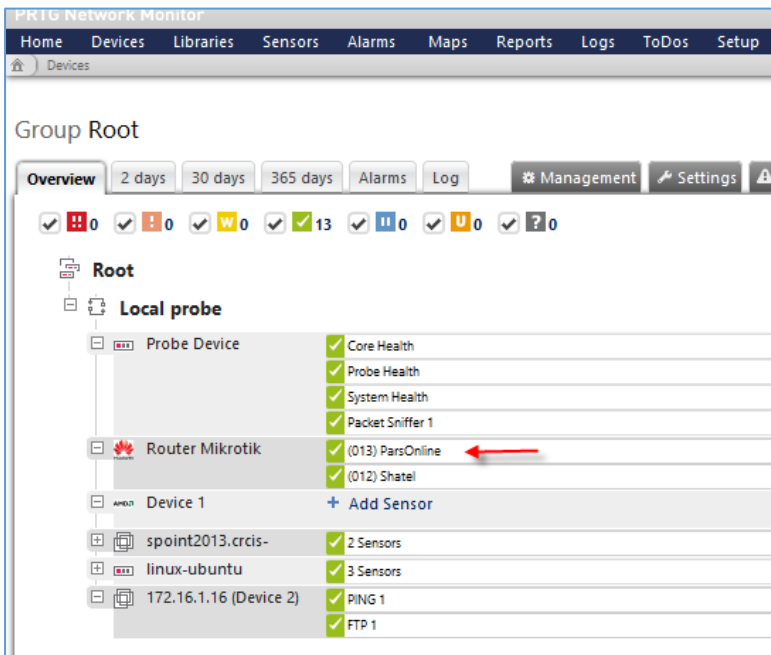 PRTG Network Monitor
Home Devices Libraries Sensors Alarms Maps Reports Logs ToDos Setup
Devices
Group Root
Overview 2 days 30 days 365 days Alarms Log Management Settings
!! 0 ! 0 W 0 13 II 0 U 0 ? 0
Root
Local probe
Probe Device Core Health
Probe Health
System Health
Packet Sniffer 1
Router Mikrotik (013) ParsOnline
(012) Shatel
AMD Device 1 + Add Sensor
spoint2013.crcis- 2 Sensors
linux-ubuntu 3 Sensors
172.16.1.16 (Device 2) PING 1
FTP 1